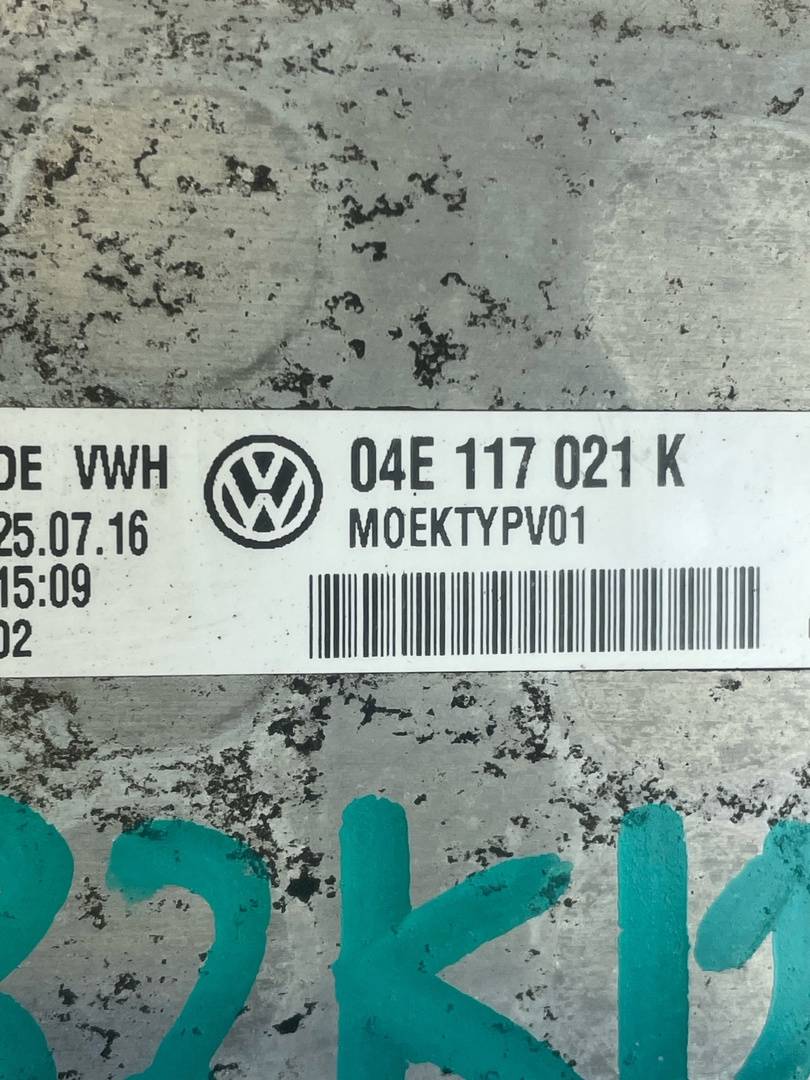 DE VWH
25.07.16
15:09
02
04E 117 021 K
MOEKTYPV01